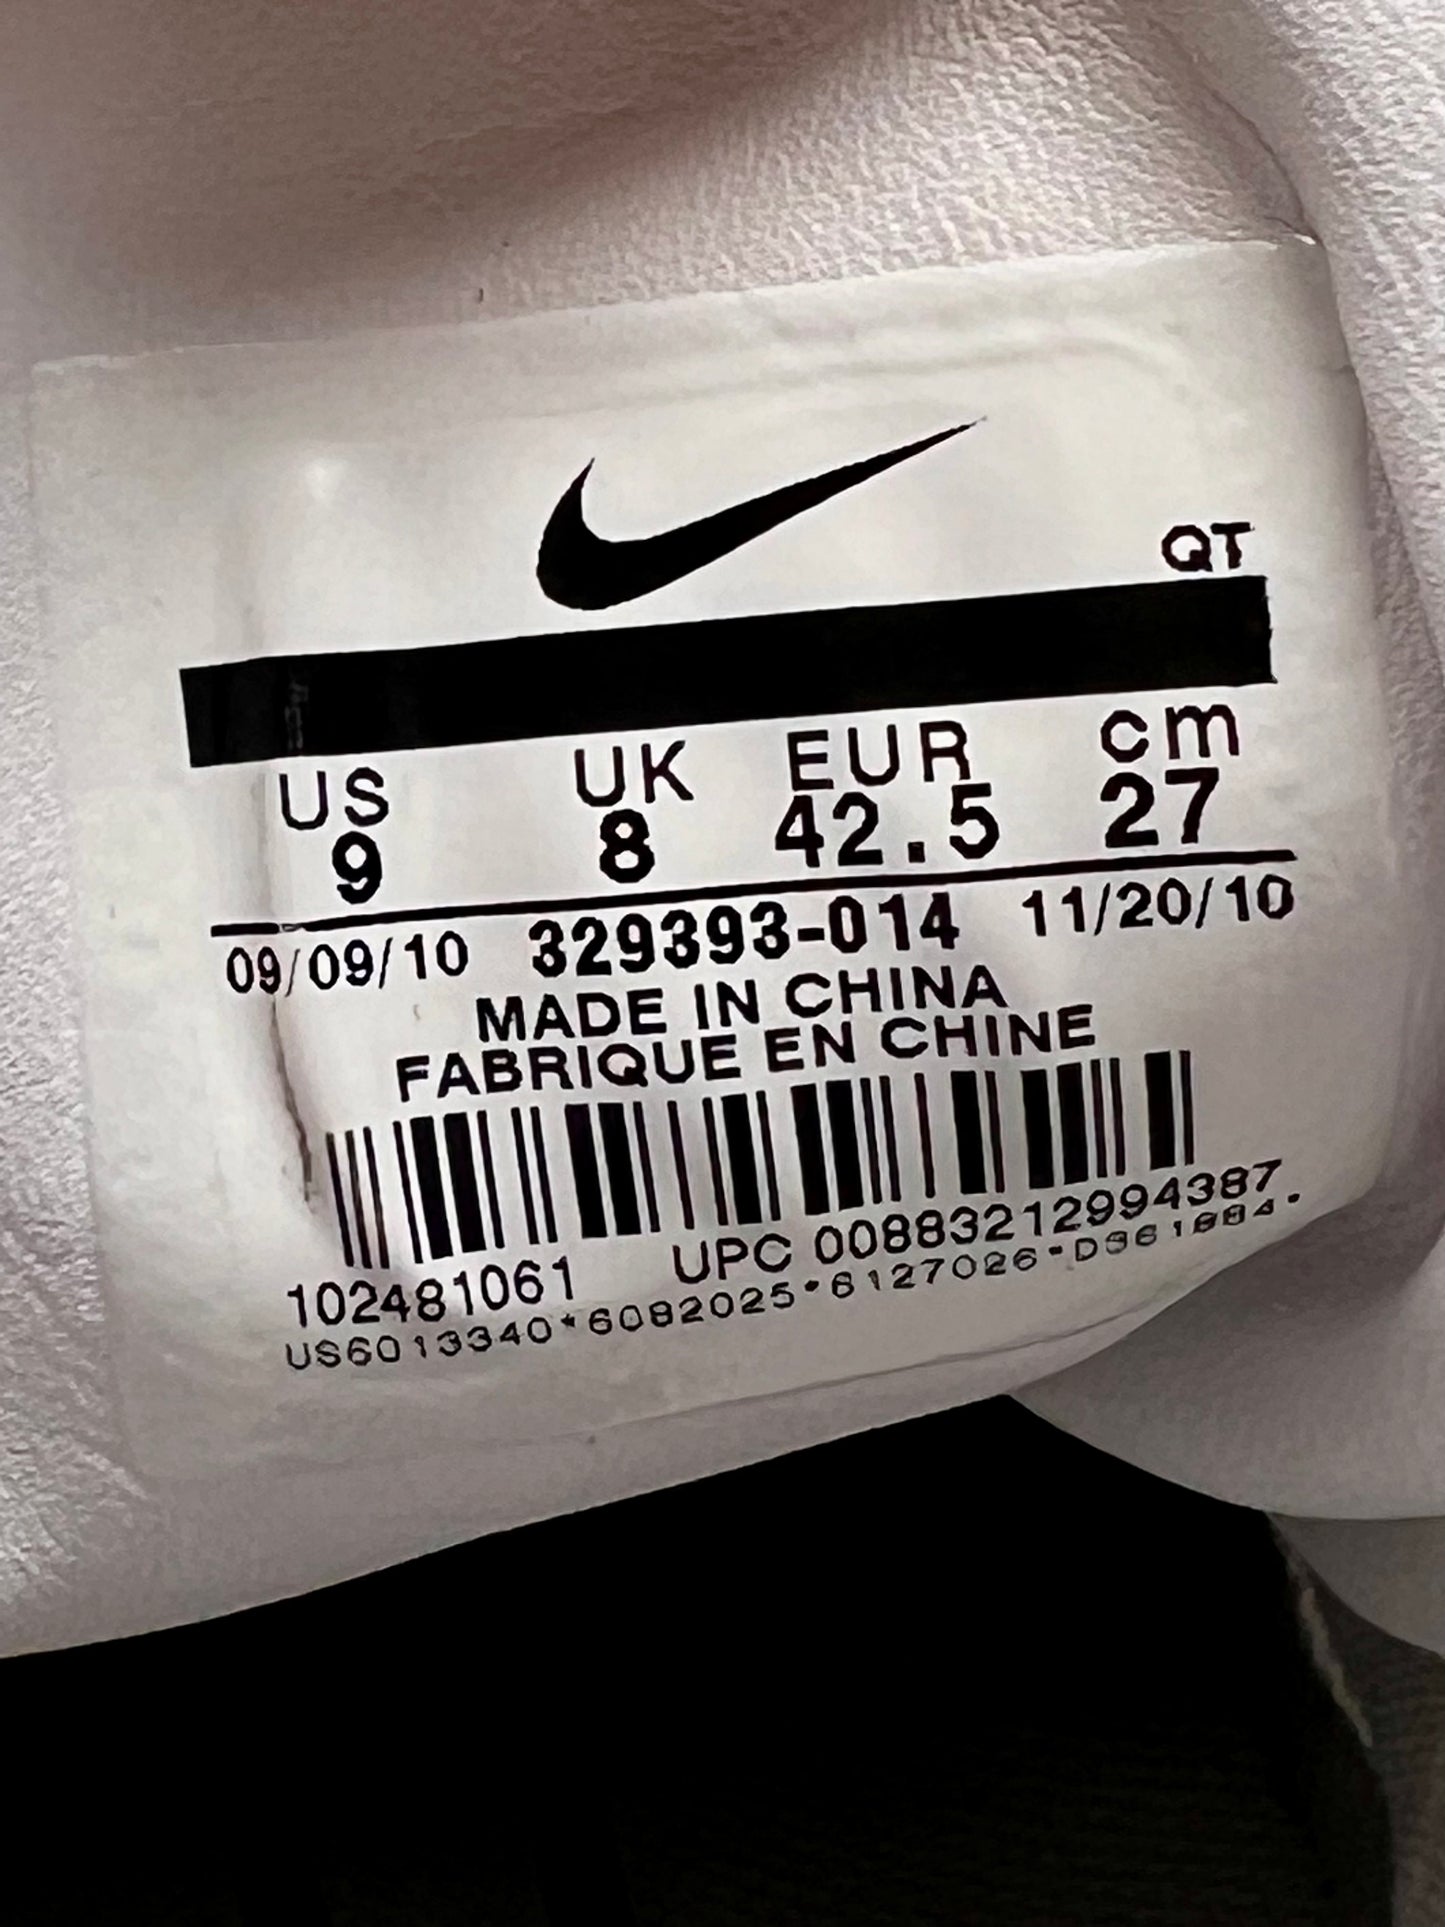 QT
US UK EUR cm
9 8 42.5 27
09/09/10 329393-014 11/20/10
MADE IN CHINA
FABRIQUE EN CHINE
102481061 UPC 00883212994387
US6013340*6082025*6127026*D361884.